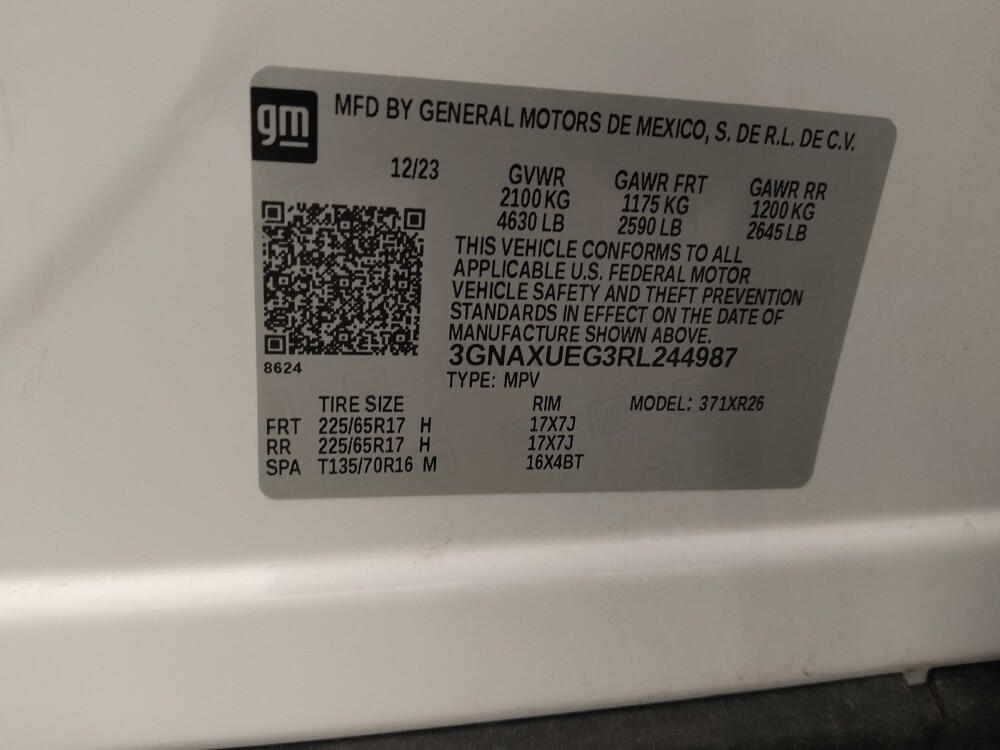 gm MFD BY GENERAL MOTORS DE MEXICO, S. DE R.L. DE C.V.
12/23 GVWR GAWR FRT GAWR RR
2100 KG 1175 KG 1200 KG
4630 LB 2590 LB 2645 LB
THIS VEHICLE CONFORMS TO ALL
APPLICABLE U.S. FEDERAL MOTOR
VEHICLE SAFETY AND THEFT PREVENTION
STANDARDS IN EFFECT ON THE DATE OF
MANUFACTURE SHOWN ABOVE.
3GNAXUEG3RL244987
8624
TYPE: MPV
TIRE SIZE RIM MODEL: 371XR26
FRT 225/65R17 H 17X7J
RR 225/65R17 H 17X7J
SPA T135/70R16 M 16X4BT